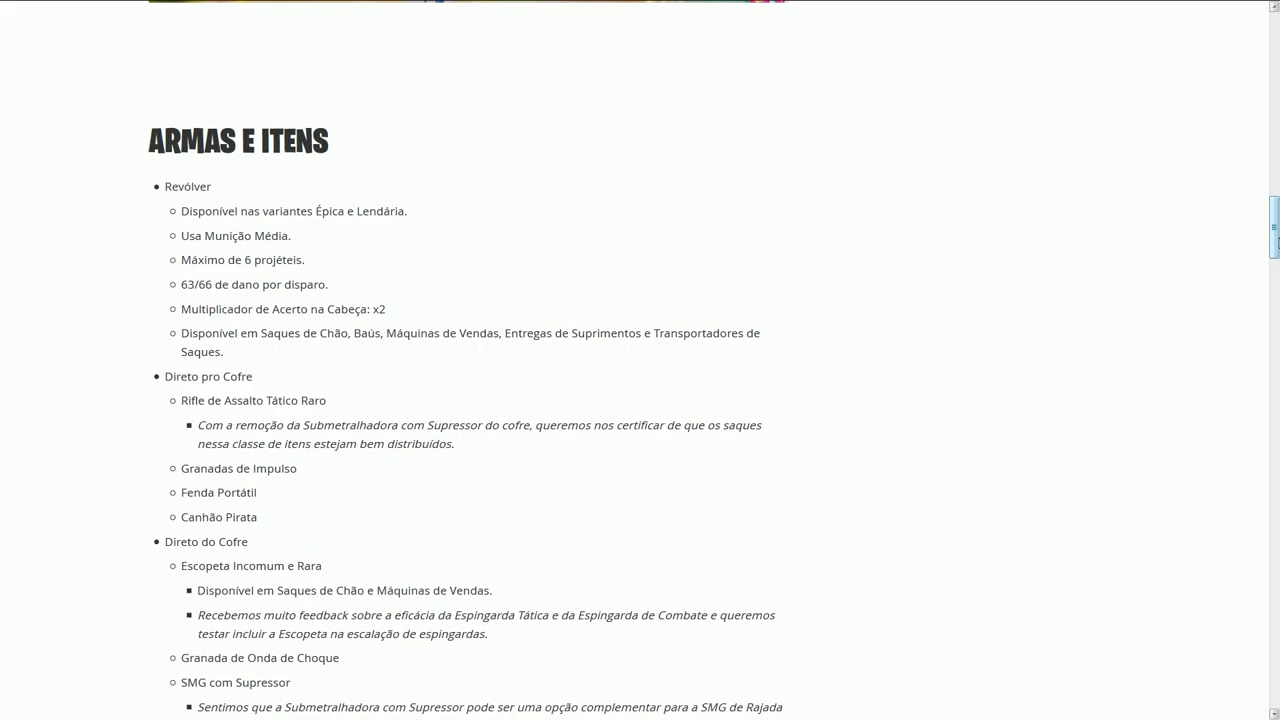 ARMAS E ITENS
Revólver
Disponível nas variantes Épica e Lendária.
Usa Munição Média.
Máximo de 6 projéteis.
63/66 de dano por disparo.
Multiplicador de Acerto na Cabeça: x2
Disponível em Saques de Chão, Baús, Máquinas de Vendas, Entregas de Suprimentos e Transportadores de
Saques.
Direto pro Cofre
Rifle de Assalto Tático Raro
Com a remoção da Submetralhadora com Supressor do cofre, queremos nos certificar de que os saques
nessa classe de itens estejam bem distribuídos.
Granadas de Impulso
Fenda Portátil
Canhão Pirata
Direto do Cofre
Escopeta Incomum e Rara
Disponível em Saques de Chão e Máquinas de Vendas.
Recebemos muito feedback sobre a eficácia da Espingarda Tática e da Espingarda de Combate e queremos
testar incluir a Escopeta na escalação de espingardas.
Granada de Onda de Choque
SMG com Supressor
Sentimos que a Submetralhadora com Supressor pode ser uma opção complementar para a SMG de Rajada